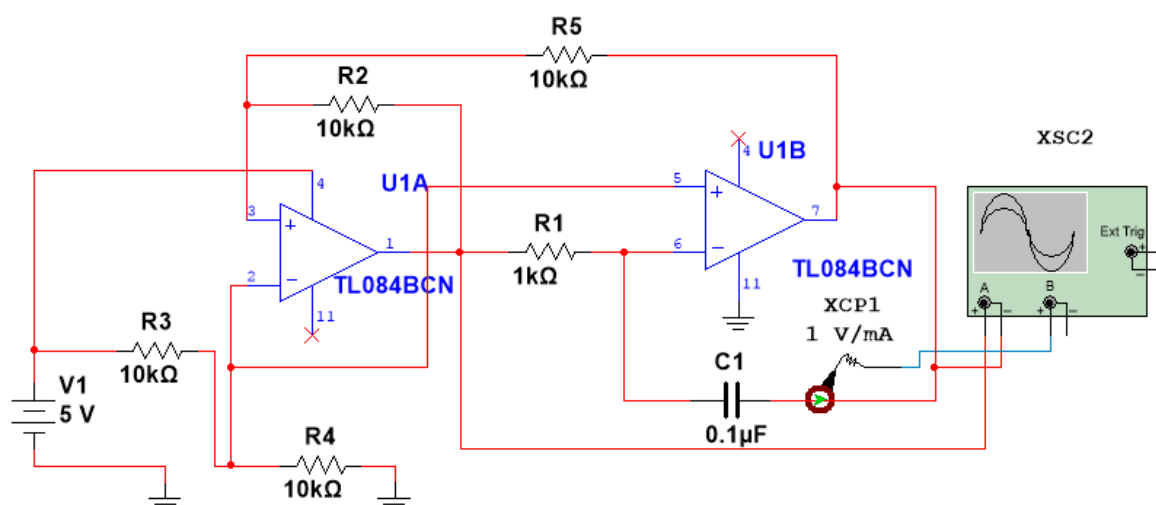 R5
10kΩ
R2
10kΩ
XSC2
4
U1B
4
U1A
5
+
3
+
R1
7
Ext Trig
+
−
1
6
−
1kΩ
2
−
TL084BCN
TL084BCN
11
A
B
+
−
+
−
11
XCP1
1 V/mA
R3
10kΩ
V1
5 V
C1
0.1µF
R4
10kΩ